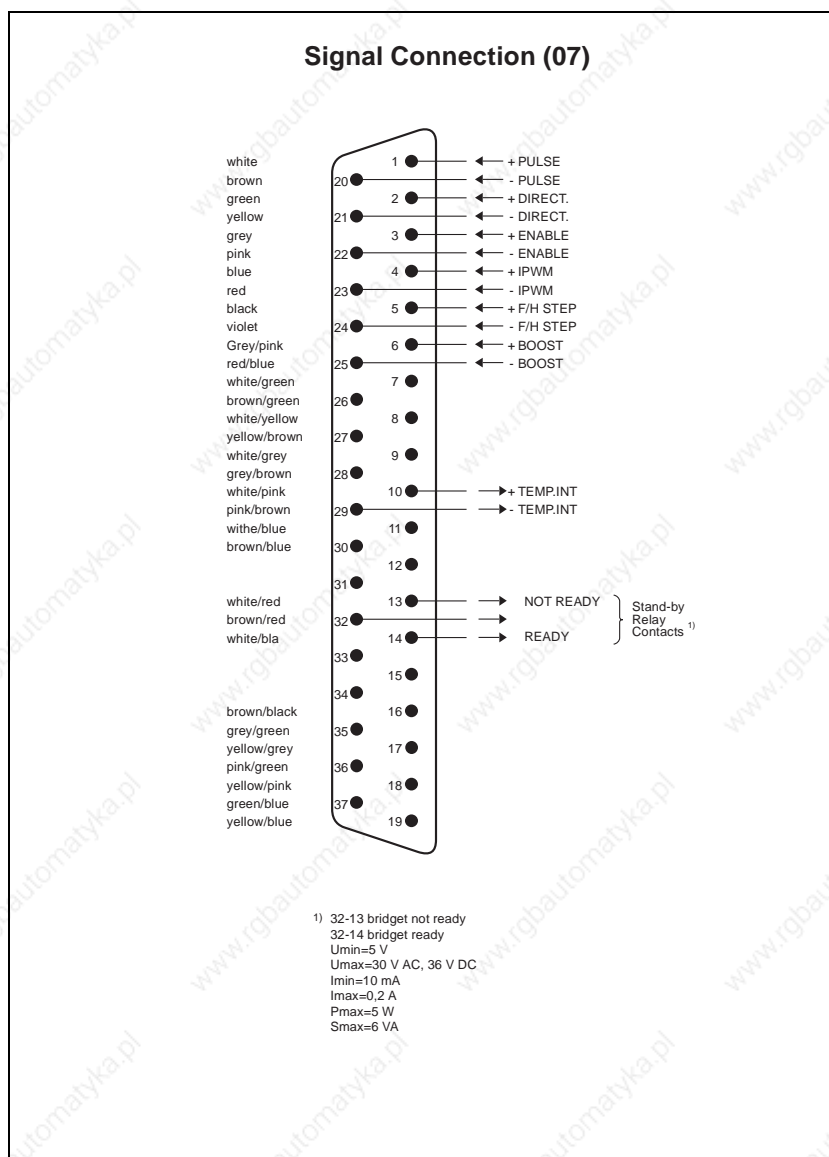 Signal Connection (07)
white 1 + PULSE
brown 20 - PULSE
green 2 + DIRECT.
yellow 21 - DIRECT.
grey 3 + ENABLE
pink 22 - ENABLE
blue 4 + IPWM
red 23 - IPWM
black 5 + F/H STEP
violet 24 - F/H STEP
Grey/pink 6 + BOOST
red/blue 25 - BOOST
white/green 7
brown/green 26
white/yellow 8
yellow/brown 27
white/grey 9
grey/brown 28
white/pink 10 + TEMP.INT
pink/brown 29 - TEMP.INT
withe/blue 11
brown/blue 30
12
31
white/red 13 NOT READY
brown/red 32
white/bla 14 READY
Stand-by
Relay
Contacts 1)
33
15
34
brown/black 16
grey/green 35
yellow/grey 17
pink/green 36
yellow/pink 18
green/blue 37
yellow/blue 19
1) 32-13 bridget not ready
32-14 bridget ready
Umin=5 V
Umax=30 V AC, 36 V DC
Imin=10 mA
Imax=0,2 A
Pmax=5 W
Smax=6 VA
www.rgbautomatyka.pl